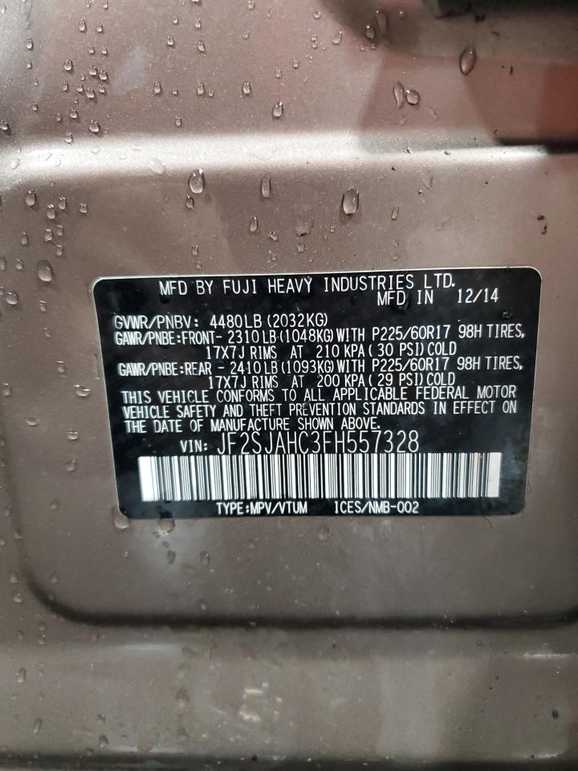 MFD BY FUJI HEAVY INDUSTRIES LTD.
MFD IN 12/14
GVWR/PNBV: 4480LB (2032KG)
GAWR/PNBE:FRONT- 2310LB (1048KG) WITH P225/60R17 98H TIRES,
17X7J RIMS AT 210 KPA ( 30 PSI) COLD
GAWR/PNBE:REAR - 2410LB (1093KG) WITH P225/60R17 98H TIRES,
17X7J RIMS AT 200 KPA ( 29 PSI) COLD
THIS VEHICLE CONFORMS TO ALL APPLICABLE FEDERAL MOTOR
VEHICLE SAFETY AND THEFT PREVENTION STANDARDS IN EFFECT ON
THE DATE OF MANUFACTURE SHOWN ABOVE.
VIN: JF2SJAHC3FH557328
TYPE:MPV/VTUM ICES/NMB-002